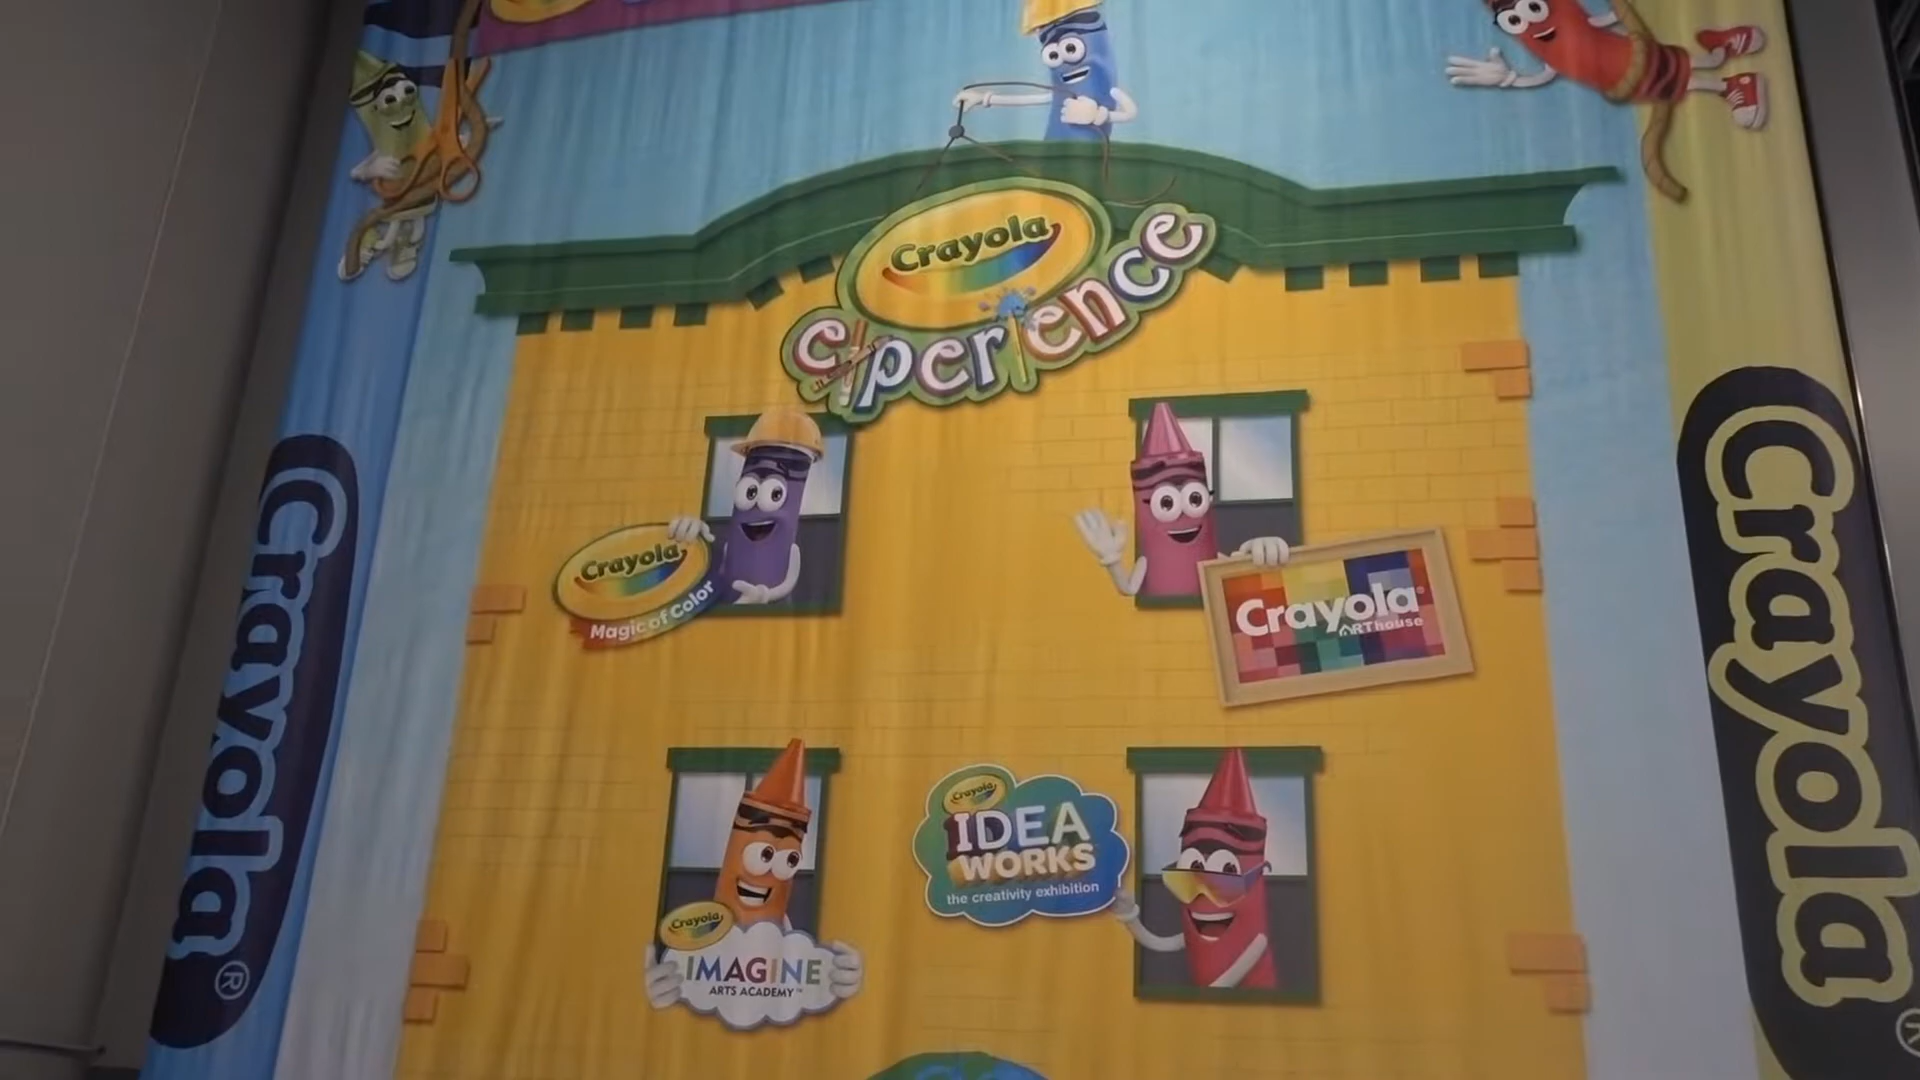 Crayola
experience
Crayola
Magic of Color
Crayola
ARThouse
Crayola
IDEA
WORKS
the creativity exhibition
Crayola
IMAGINE
ARTS ACADEMY™
Crayola®
Crayola®